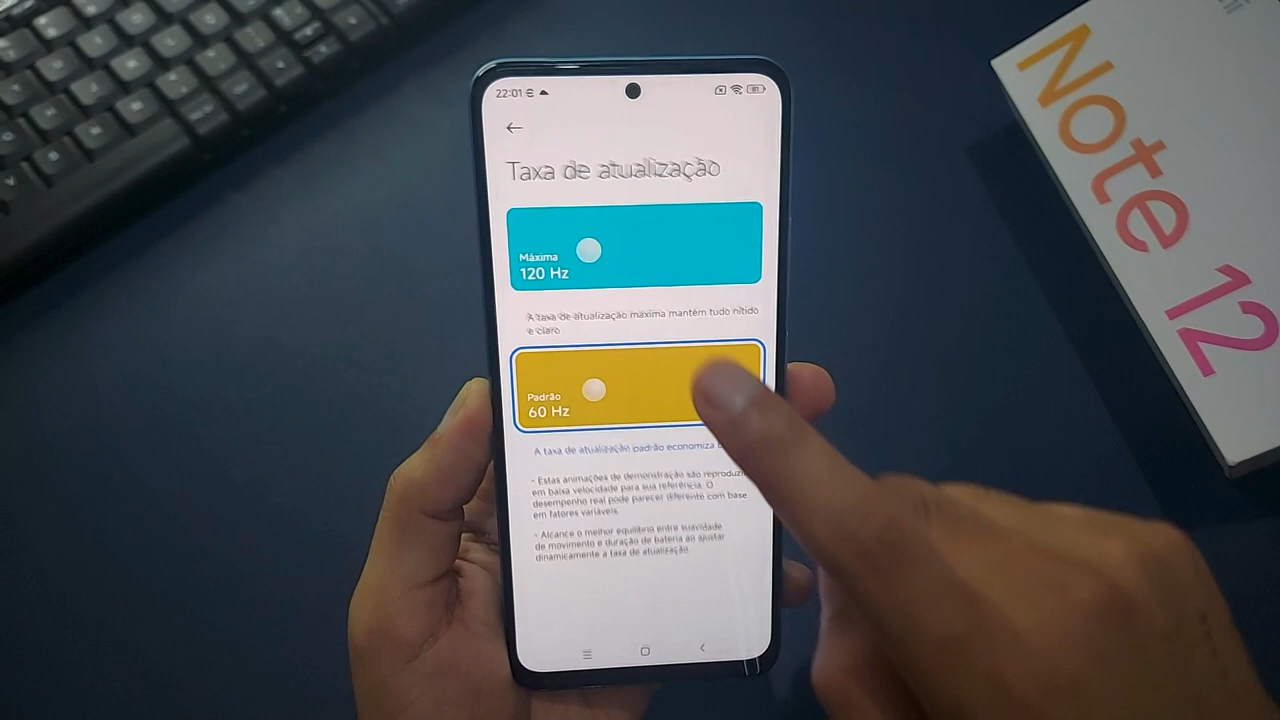 22:01
Taxa de atualização
Máxima
120 Hz
A taxa de atualização máxima mantém tudo nítido
e claro
Padrão
60 Hz
A taxa de atualização padrão economiza
- Estas animações de demonstração são reproduzi
em baixa velocidade para sua referência. O
desempenho real pode parecer diferente com base
em fatores variáveis.
- Alcance o melhor equilíbrio entre suavidade
de movimento e duração de bateria ao ajustar
dinamicamente a taxa de atualização.
Note 12